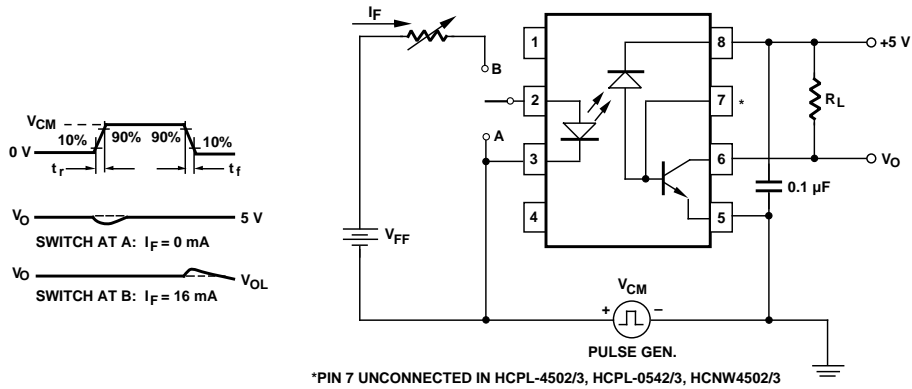 V_CM
10% 90% 90% 10%
0 V
t_r t_f
V_O 5 V
SWITCH AT A: I_F = 0 mA
V_O V_OL
SWITCH AT B: I_F = 16 mA
I_F
B
A
V_FF
1
2
3
4
8
7 *
6
5
+5 V
R_L
V_O
0.1 µF
V_CM
+ –
PULSE GEN.
*PIN 7 UNCONNECTED IN HCPL-4502/3, HCPL-0542/3, HCNW4502/3